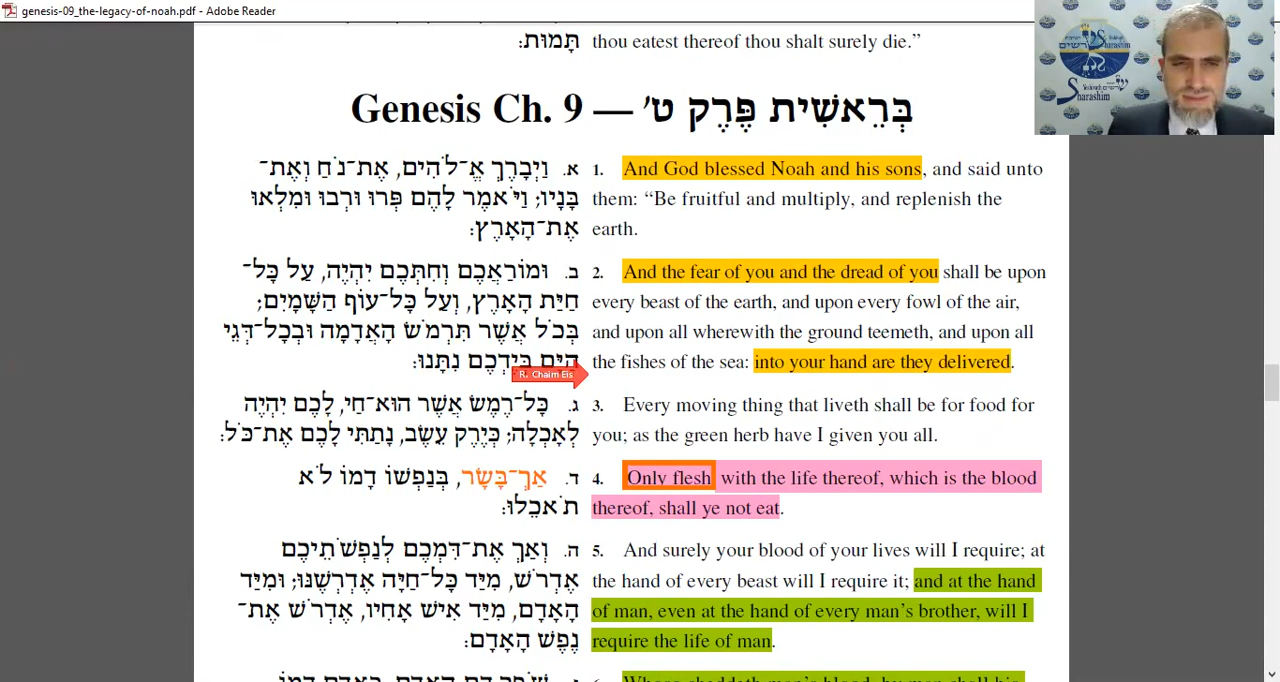 genesis-09_the-legacy-of-noah.pdf - Adobe Reader
תָּמוּת׃
thou eatest thereof thou shalt surely die.”
Genesis Ch. 9 — בְּרֵאשִׁית פֶּרֶק ט׳
א. וַיְבָרֶךְ אֱ־לֹהִים, אֶת־נֹחַ וְאֶת־
בָּנָיו; וַיֹּאמֶר לָהֶם פְּרוּ וּרְבוּ וּמִלְאוּ
אֶת־הָאָרֶץ׃
1. And God blessed Noah and his sons, and said unto
them: “Be fruitful and multiply, and replenish the
earth.
ב. וּמוֹרַאֲכֶם וְחִתְּכֶם יִהְיֶה, עַל כָּל־
חַיַּת הָאָרֶץ, וְעַל כָּל־עוֹף הַשָּׁמָיִם;
בְּכֹל אֲשֶׁר תִּרְמֹשׂ הָאֲדָמָה וּבְכָל־דְּגֵי
הַיָּם בְּיֶדְכֶם נִתָּנוּ׃
2. And the fear of you and the dread of you shall be upon
every beast of the earth, and upon every fowl of the air,
and upon all wherewith the ground teemeth, and upon all
the fishes of the sea: into your hand are they delivered.
R. Chaim Eis
ג. כָּל־רֶמֶשׂ אֲשֶׁר הוּא־חַי, לָכֶם יִהְיֶה
לְאָכְלָה; כְּיֶרֶק עֵשֶׂב, נָתַתִּי לָכֶם אֶת־כֹּל׃
3. Every moving thing that liveth shall be for food for
you; as the green herb have I given you all.
ד. אַךְ־בָּשָׂר, בְּנַפְשׁוֹ דָמוֹ לֹא
תֹאכֵלוּ׃
4. Only flesh with the life thereof, which is the blood
thereof, shall ye not eat.
ה. וְאַךְ אֶת־דִּמְכֶם לְנַפְשֹׁתֵיכֶם
אֶדְרֹשׁ, מִיַּד כָּל־חַיָּה אֶדְרְשֶׁנּוּ; וּמִיַּד
הָאָדָם, מִיַּד אִישׁ אָחִיו, אֶדְרֹשׁ אֶת־
נֶפֶשׁ הָאָדָם׃
5. And surely your blood of your lives will I require; at
the hand of every beast will I require it; and at the hand
of man, even at the hand of every man’s brother, will I
require the life of man.
Sharashim